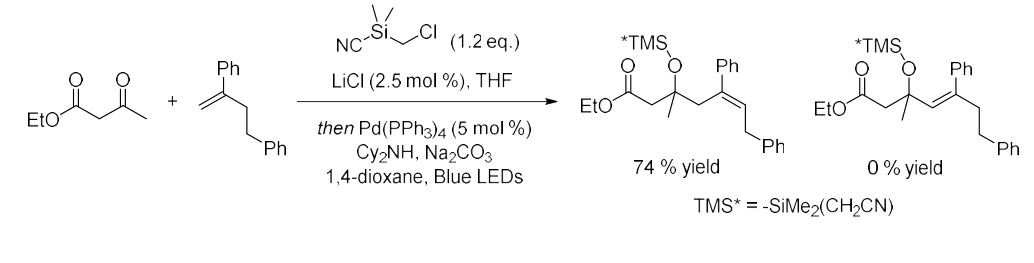 Si
Cl
NC
(1.2 eq.)
LiCl (2.5 mol %), THF
then Pd(PPh3)4 (5 mol %)
Cy2NH, Na2CO3
1,4-dioxane, Blue LEDs
O
O
EtO
+
Ph
Ph
*TMS
O
O
Ph
EtO
Ph
74 % yield
*TMS
O
O
Ph
EtO
Ph
0 % yield
TMS* = -SiMe2(CH2CN)